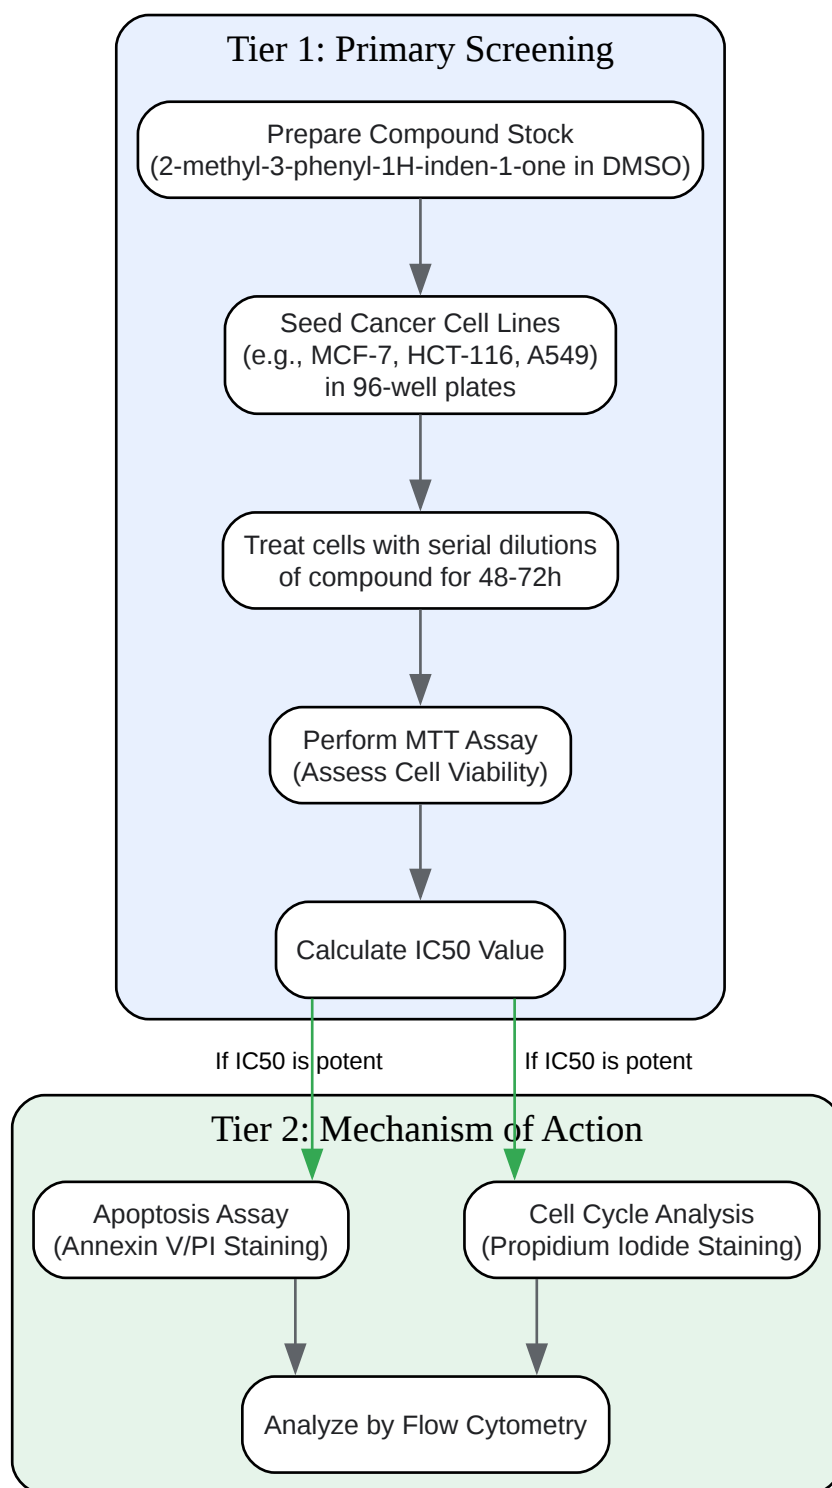 Tier 1: Primary Screening
Prepare Compound Stock
(2-methyl-3-phenyl-1H-inden-1-one in DMSO)
Seed Cancer Cell Lines
(e.g., MCF-7, HCT-116, A549)
in 96-well plates
Treat cells with serial dilutions
of compound for 48-72h
Perform MTT Assay
(Assess Cell Viability)
Calculate IC50 Value
If IC50 is potent
If IC50 is potent
Tier 2: Mechanism of Action
Apoptosis Assay
(Annexin V/PI Staining)
Cell Cycle Analysis
(Propidium Iodide Staining)
Analyze by Flow Cytometry